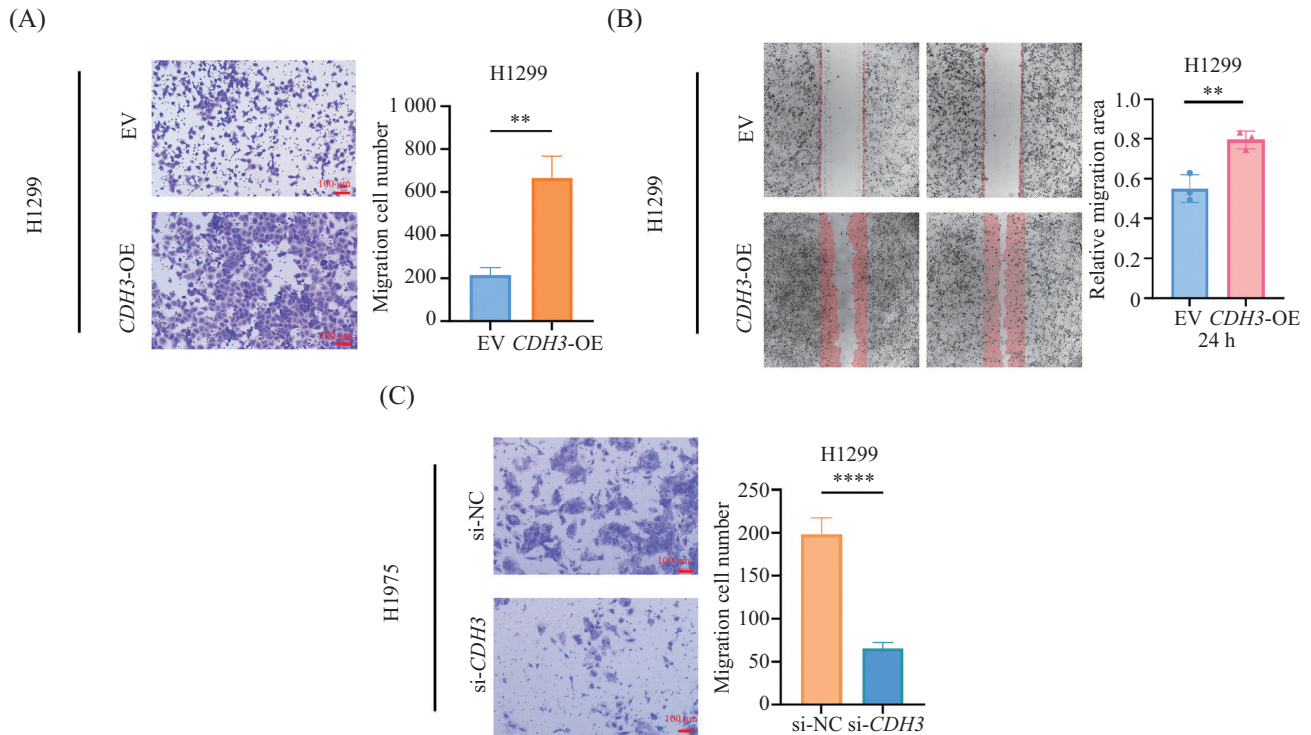 (A)
H1299
EV
100 μm
CDH3-OE
100 μm
H1299
**
Migration cell number
1 000
800
600
400
200
0
EV CDH3-OE
(B)
H1299
EV
CDH3-OE
H1299
**
Relative migration area
1.0
0.8
0.6
0.4
0.2
0
EV CDH3-OE
24 h
(C)
H1975
si-NC
100 μm
si-CDH3
100 μm
H1299
****
Migration cell number
250
200
150
100
50
0
si-NC si-CDH3